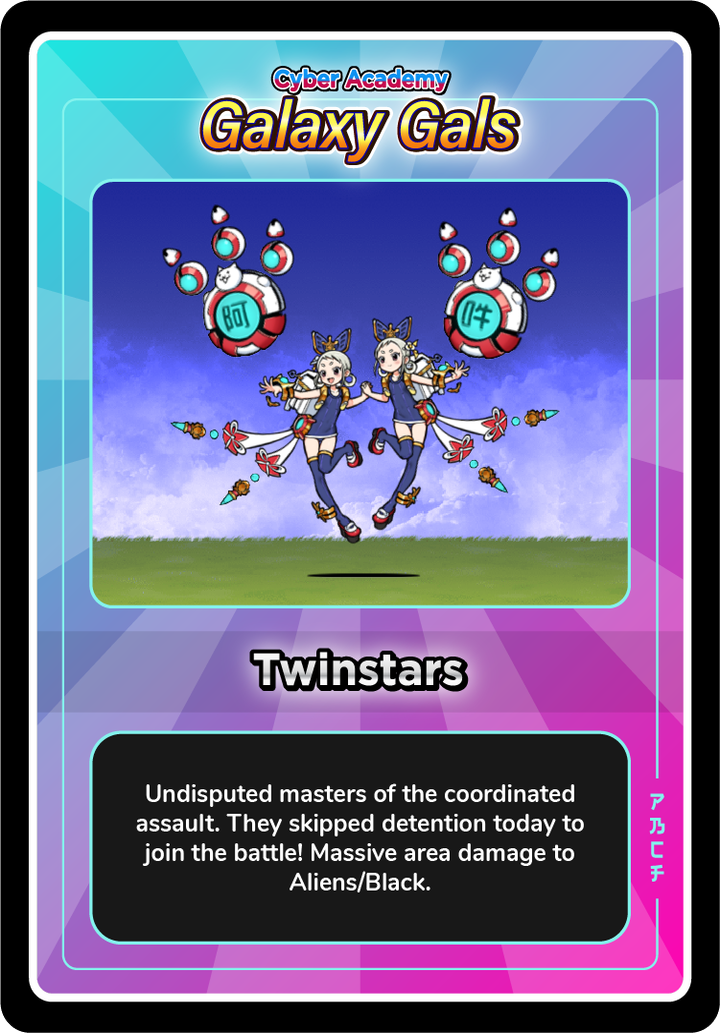 Cyber Academy
Galaxy Gals
阿
吽
Twinstars
Undisputed masters of the coordinated
assault. They skipped detention today to
join the battle! Massive area damage to
Aliens/Black.